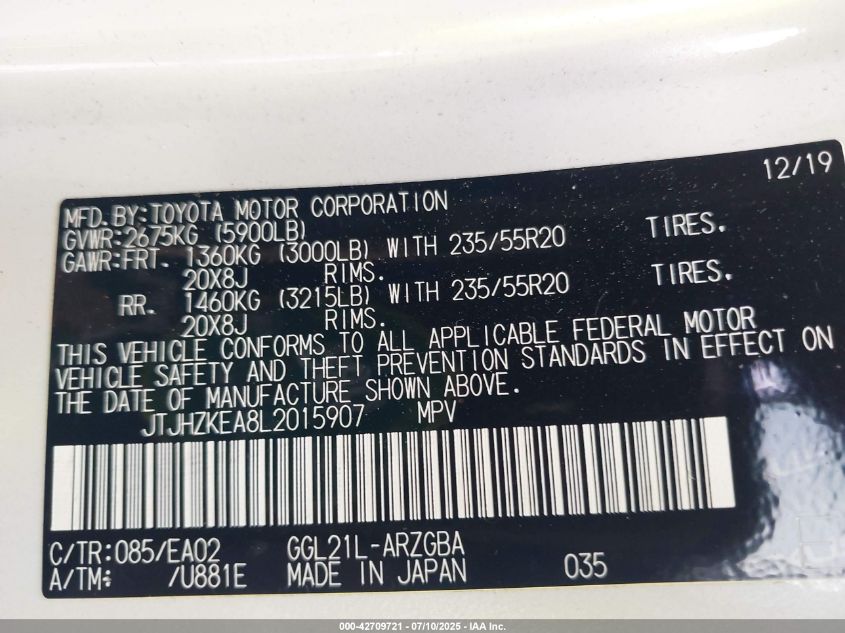 12/19
MFD. BY: TOYOTA MOTOR CORPORATION
GVWR: 2675KG (5900LB)
GAWR: FRT. 1360KG (3000LB) WITH 235/55R20 TIRES.
20X8J RIMS.
RR. 1460KG (3215LB) WITH 235/55R20 TIRES.
20X8J RIMS.
THIS VEHICLE CONFORMS TO ALL APPLICABLE FEDERAL MOTOR
VEHICLE SAFETY AND THEFT PREVENTION STANDARDS IN EFFECT ON
THE DATE OF MANUFACTURE SHOWN ABOVE.
JTJHZKEA8L2015907 MPV
C/TR: 085/EA02 GGL21L-ARZGBA
A/TM: /U881E MADE IN JAPAN 035
000-42709721 - 07/10/2025 - IAA Inc.